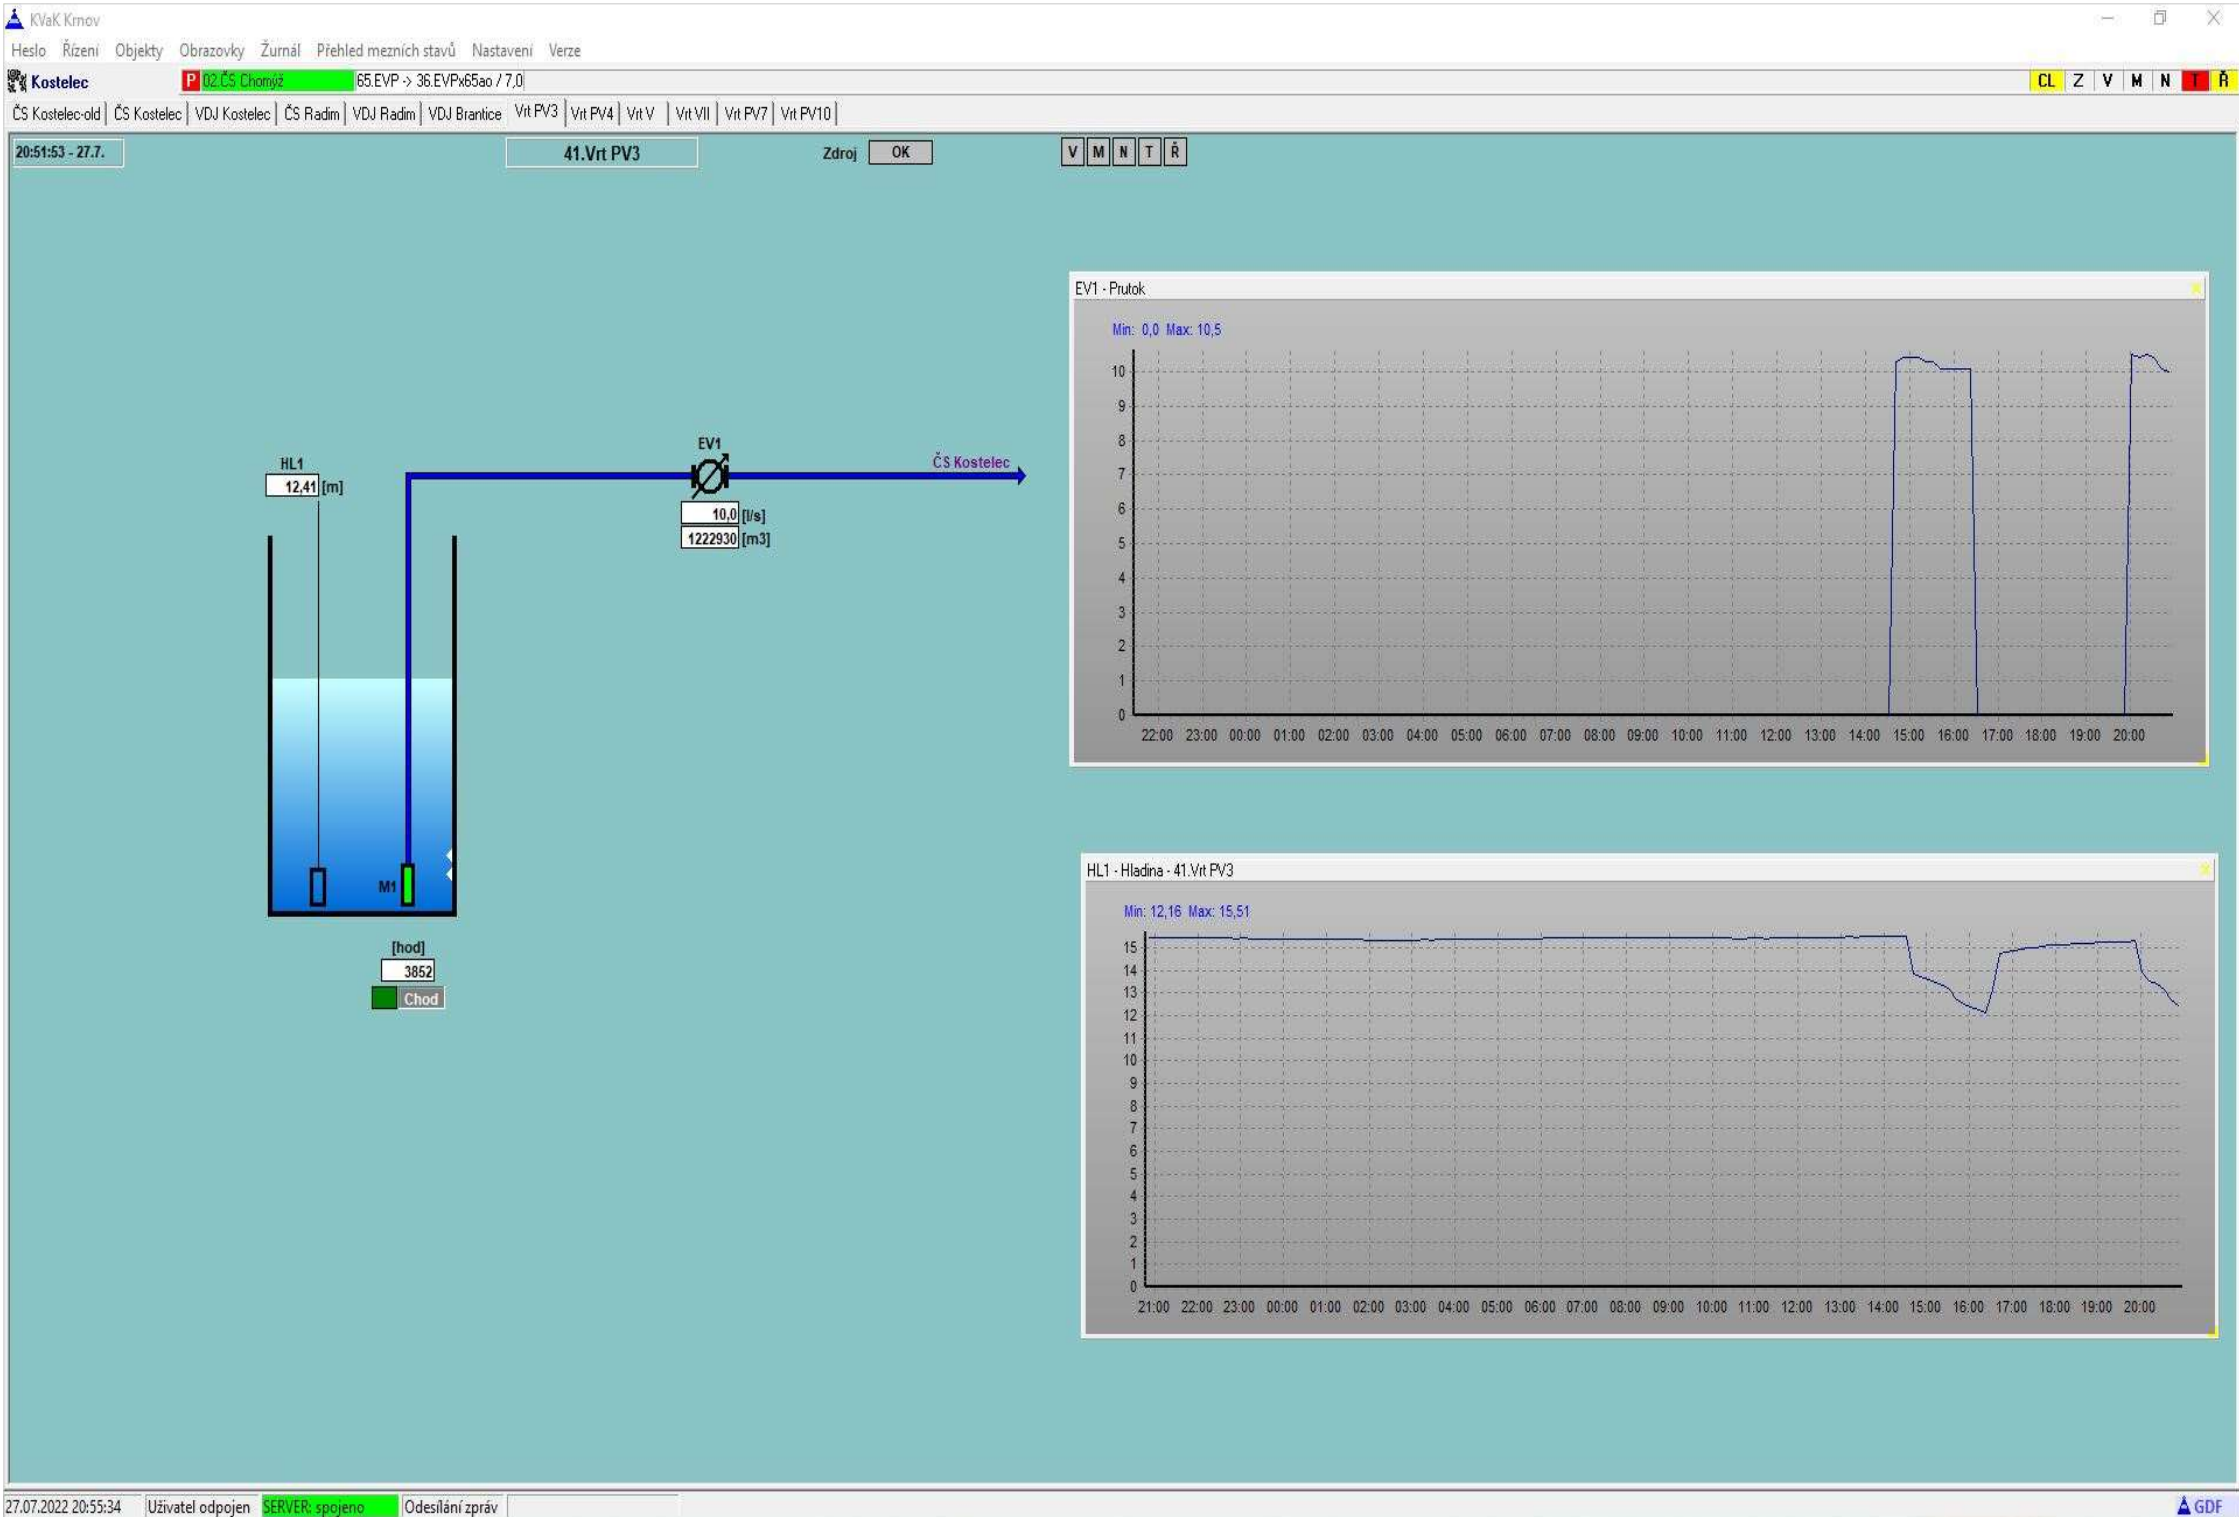 KVaK Krnov
Heslo Řízení Objekty Obrazovky Žurnál Přehled mezních stavů Nastavení Verze
Kostelec P 02.ČS Chomýž 65.EVP -> 36.EVPx65ao / 7,0 CL Z V M N T Ř
ČS Kostelec-old ČS Kostelec VDJ Kostelec ČS Radim VDJ Radim VDJ Brantice Vrt PV3 Vrt PV4 Vrt V Vrt VII Vrt PV7 Vrt PV10
20:51:53 - 27.7. 41.Vrt PV3 Zdroj OK V M N T Ř
EV1 - Prutok
Min: 0,0 Max: 10,5
10
9
8
7
6
5
4
3
2
1
0
22:00 23:00 00:00 01:00 02:00 03:00 04:00 05:00 06:00 07:00 08:00 09:00 10:00 11:00 12:00 13:00 14:00 15:00 16:00 17:00 18:00 19:00 20:00
EV1
HL1
ČS Kostelec
12,41 [m]
10,0 [l/s]
1222930 [m3]
M1
[hod]
3852
Chod
HL1 - Hladina - 41.Vrt PV3
Min: 12,16 Max: 15,51
15
14
13
12
11
10
9
8
7
6
5
4
3
2
1
0
21:00 22:00 23:00 00:00 01:00 02:00 03:00 04:00 05:00 06:00 07:00 08:00 09:00 10:00 11:00 12:00 13:00 14:00 15:00 16:00 17:00 18:00 19:00 20:00
27.07.2022 20:55:34 Uživatel odpojen SERVER: spojeno Odesílání zpráv GDF